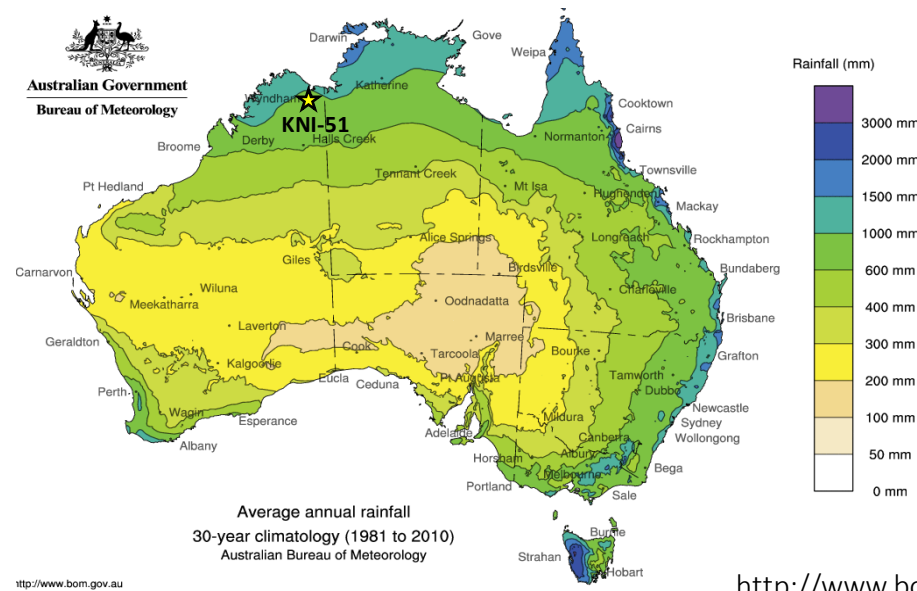 Australian Government
Bureau of Meteorology
Darwin
Gove
Weipa
Wyndham
Katherine
KNI-51
Cooktown
Cairns
Broome
Derby
Halls Creek
Normanton
Townsville
Pt Hedland
Tennant Creek
Mt Isa
Hughenden
Mackay
Rockhampton
Carnarvon
Giles
Alice Springs
Longreach
Birdsville
Bundaberg
Wiluna
Meekatharra
Oodnadatta
Charleville
Brisbane
Geraldton
Laverton
Cook
Marree
Tarcoola
Bourke
Grafton
Kalgoorlie
Eucla
Ceduna
Pt Augusta
Tamworth
Dubbo
Perth
Wagin
Esperance
Mildura
Newcastle
Sydney
Wollongong
Albany
Adelaide
Canberra
Horsham
Albury
Melbourne
Bega
Portland
Sale
Strahan
Burnie
Hobart
Rainfall (mm)
3000 mm
2000 mm
1500 mm
1000 mm
600 mm
400 mm
300 mm
200 mm
100 mm
50 mm
0 mm
Average annual rainfall
30-year climatology (1981 to 2010)
Australian Bureau of Meteorology
http://www.bom.gov.au
http://www.bo